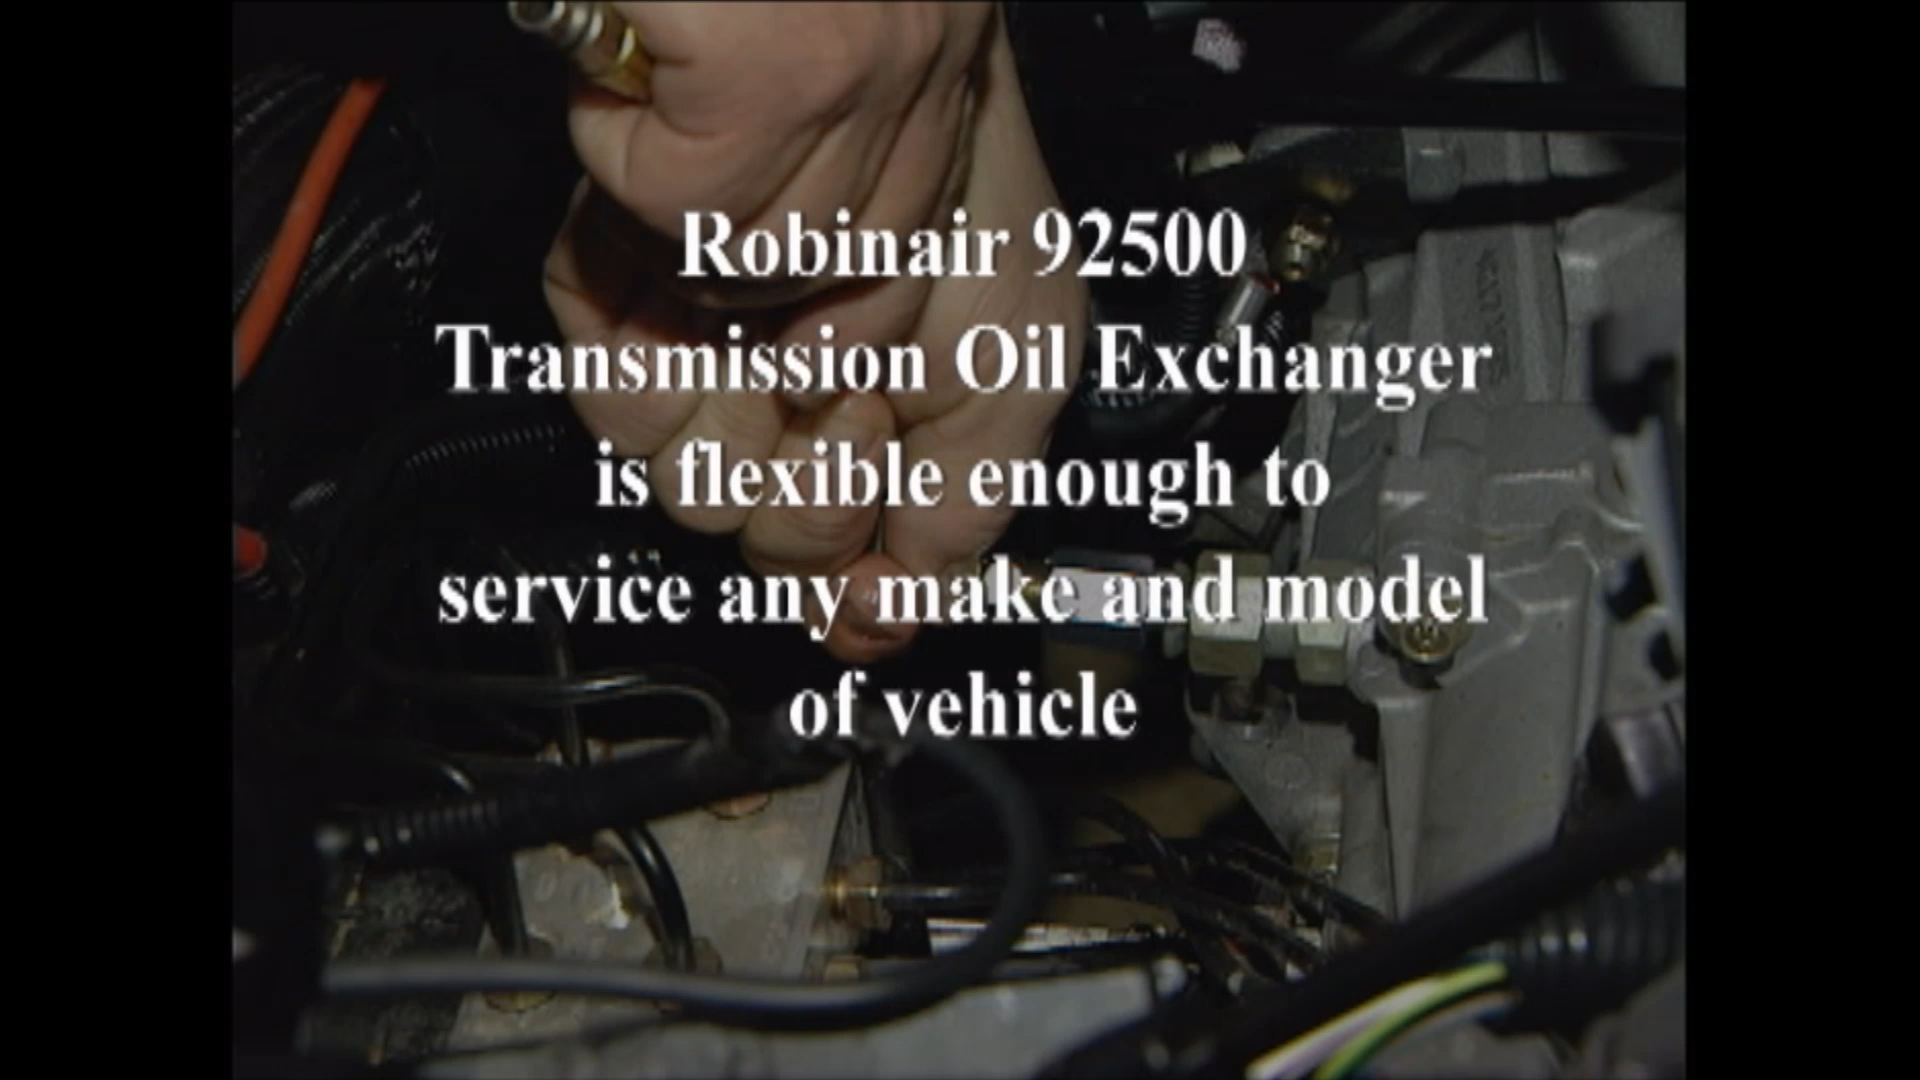 Robinair 92500
Transmission Oil Exchanger
is flexible enough to
service any make and model
of vehicle